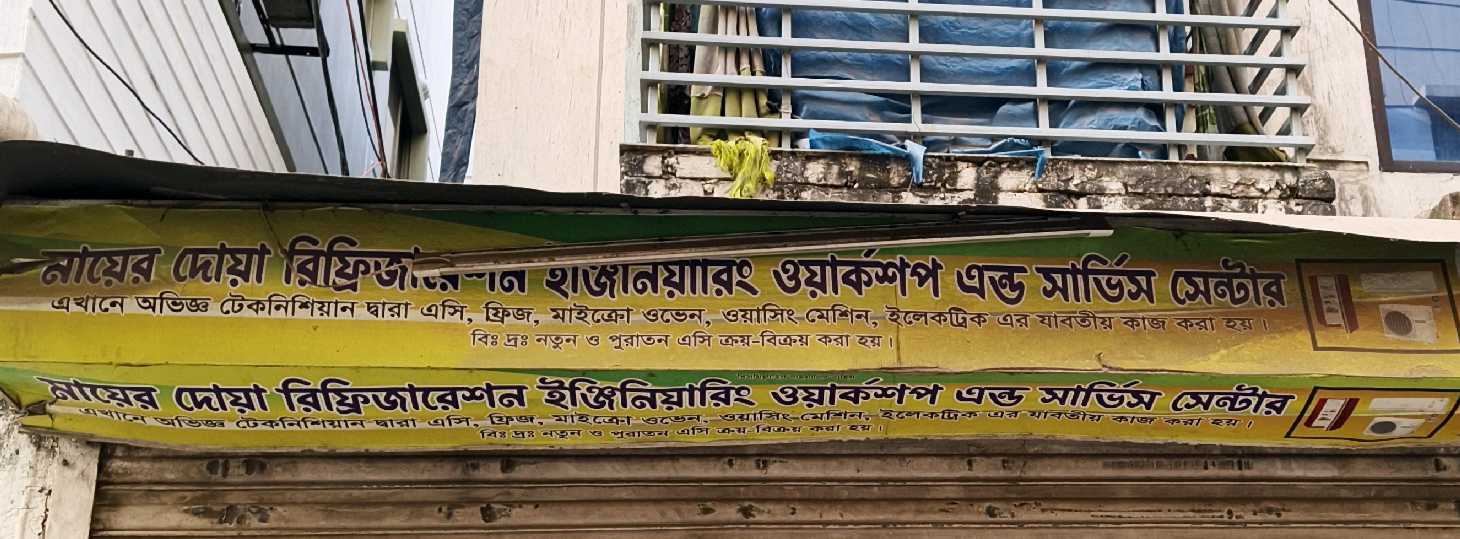 মায়ের দোয়া রিফ্রিজারেশন ইঞ্জিনিয়ারিং ওয়ার্কশপ এন্ড সার্ভিস সেন্টার
এখানে অভিজ্ঞ টেকনিশিয়ান দ্বারা এসি, ফ্রিজ, মাইক্রো ওভেন, ওয়াসিং মেশিন, ইলেকট্রিক এর যাবতীয় কাজ করা হয়।
বিঃ দ্রঃ নতুন ও পুরাতন এসি ক্রয়-বিক্রয় করা হয়।
মায়ের দোয়া রিফ্রিজারেশন ইঞ্জিনিয়ারিং ওয়ার্কশপ এন্ড সার্ভিস সেন্টার
এখানে অভিজ্ঞ টেকনিশিয়ান দ্বারা এসি, ফ্রিজ, মাইক্রো ওভেন, ওয়াসিং মেশিন, ইলেকট্রিক এর যাবতীয় কাজ করা হয়।
বিঃ দ্রঃ নতুন ও পুরাতন এসি ক্রয়-বিক্রয় করা হয়।